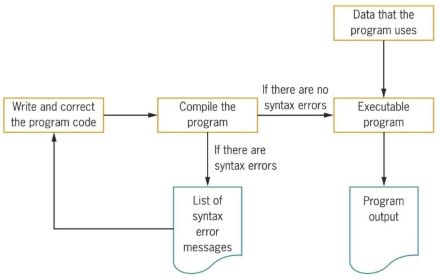 Data that the
program uses
If there are no
syntax errors
Write and correct
the program code
Compile the
program
Executable
program
If there are
syntax errors
List of
syntax
error
messages
Program
output